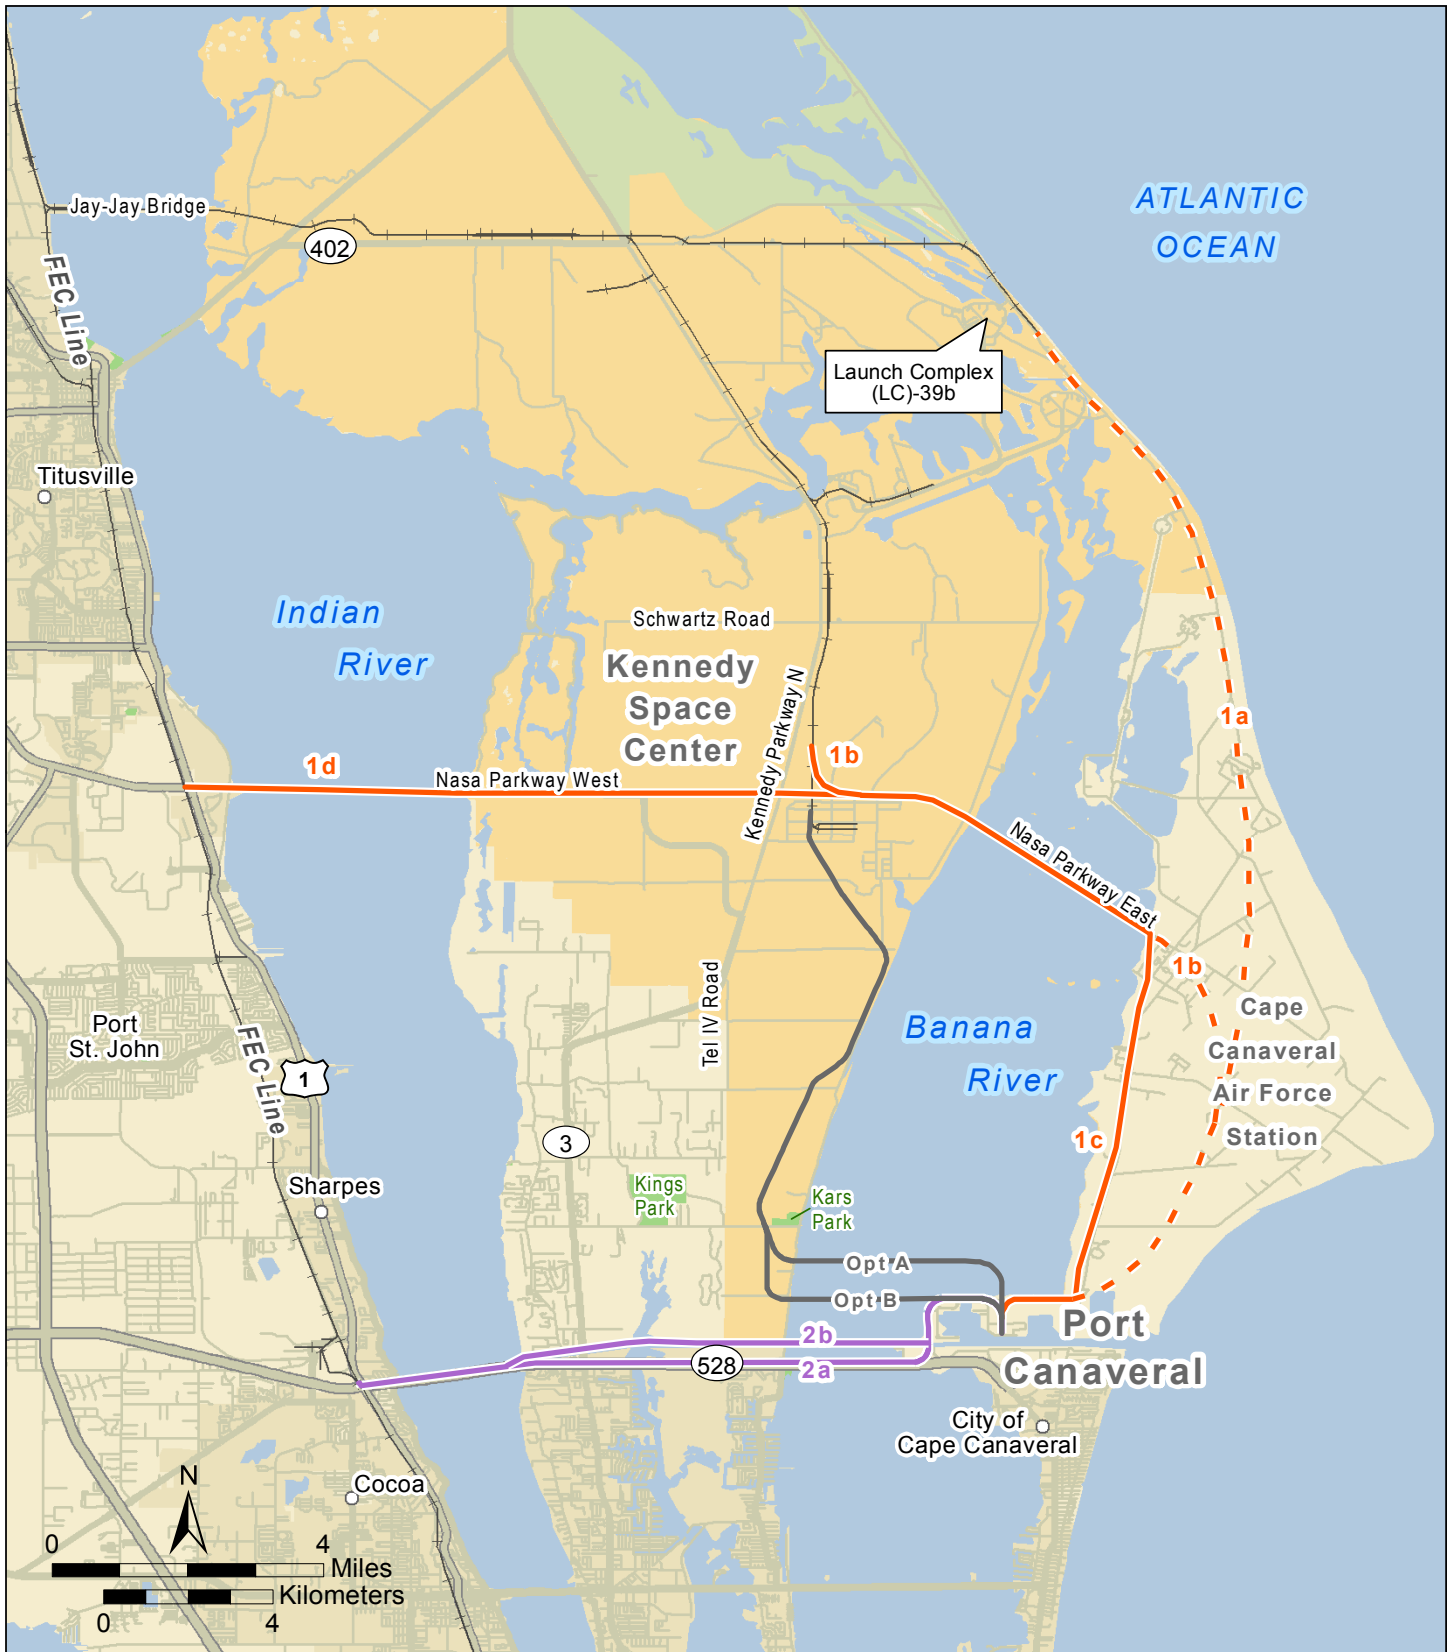 ATLANTIC
OCEAN
Jay-Jay Bridge
402
FEC Line
Launch Complex
(LC)-39b
Titusville
Indian
River
Schwartz Road
Kennedy
Space
Center
Kennedy Parkway N
1a
1b
1d
Nasa Parkway West
Nasa Parkway East
1b
Tel IV Road
Cape
Canaveral
Air Force
Station
Banana
River
Port
St. John
FEC Line
1
3
1c
Sharpes
Kings
Park
Kars
Park
Opt A
Opt B
Port
Canaveral
2b
528
2a
City of
Cape Canaveral
Cocoa
N
0 4
Miles
Kilometers
0 4